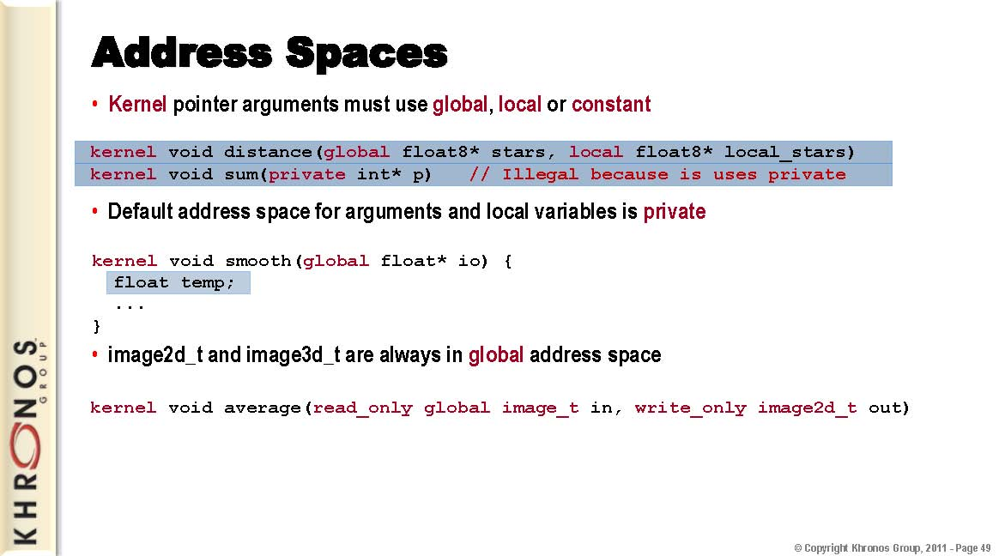 Address Spaces
• Kernel pointer arguments must use global, local or constant
kernel void distance(global float8* stars, local float8* local_stars)
kernel void sum(private int* p)   // Illegal because is uses private
• Default address space for arguments and local variables is private
kernel void smooth(global float* io) {
float temp;
...
}
• image2d_t and image3d_t are always in global address space
kernel void average(read_only global image_t in, write_only image2d_t out)
KHRONOS
GROUP
© Copyright Khronos Group, 2011 - Page 49